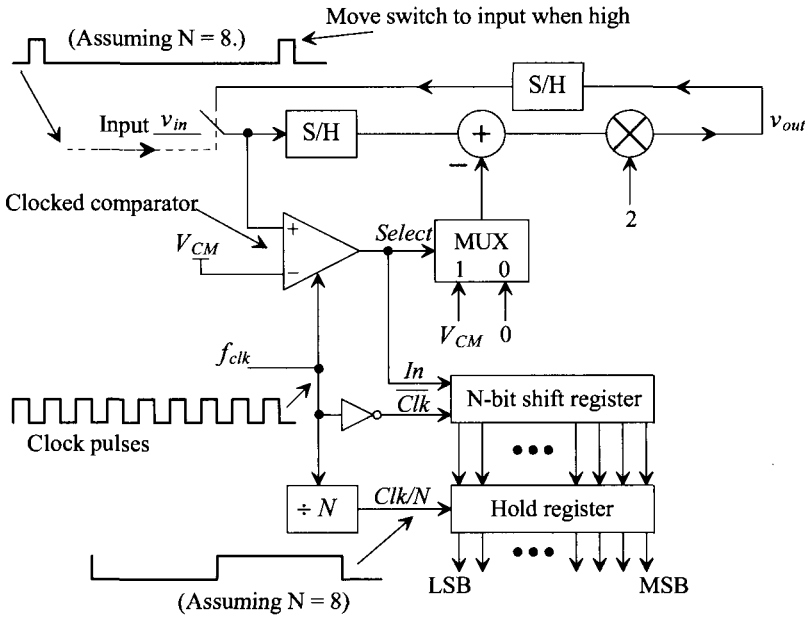 Move switch to input when high
(Assuming N = 8.)
S/H
Input v_in
S/H
+
−
v_out
2
Clocked comparator
V_CM
+
−
Select
MUX
1 0
V_CM 0
f_clk
In
Clk
N-bit shift register
Clock pulses
÷ N
Clk/N
Hold register
LSB
MSB
(Assuming N = 8)